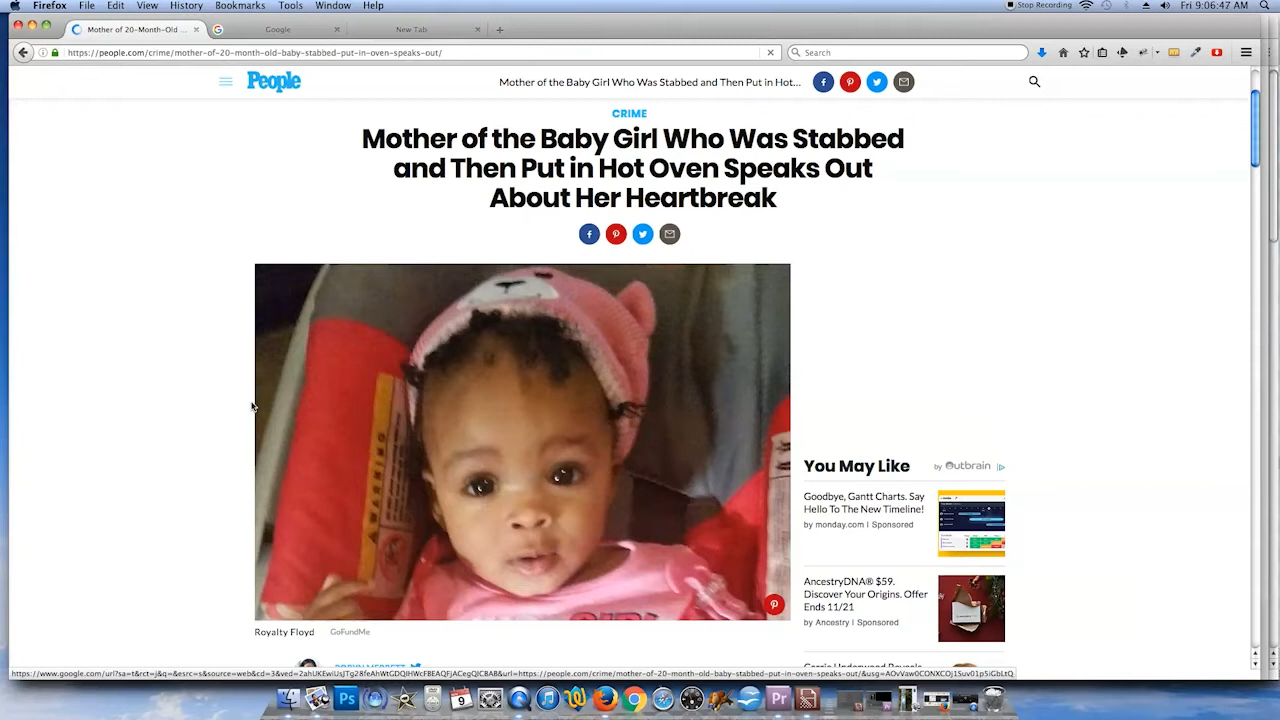 Firefox File Edit View History Bookmarks Tools Window Help Stop Recording Fri 9:06:47 AM
Mother of 20-Month-Old ... Google New Tab
https://people.com/crime/mother-of-20-month-old-baby-stabbed-put-in-oven-speaks-out/ Search
People Mother of the Baby Girl Who Was Stabbed and Then Put in Hot...
CRIME
Mother of the Baby Girl Who Was Stabbed
and Then Put in Hot Oven Speaks Out
About Her Heartbreak
WARNING
You May Like by Outbrain
Goodbye, Gantt Charts. Say
Hello To The New Timeline!
by monday.com | Sponsored
AncestryDNA® $59.
Discover Your Origins. Offer
Ends 11/21
by Ancestry | Sponsored
Royalty Floyd GoFundMe
9
Ps
Pr